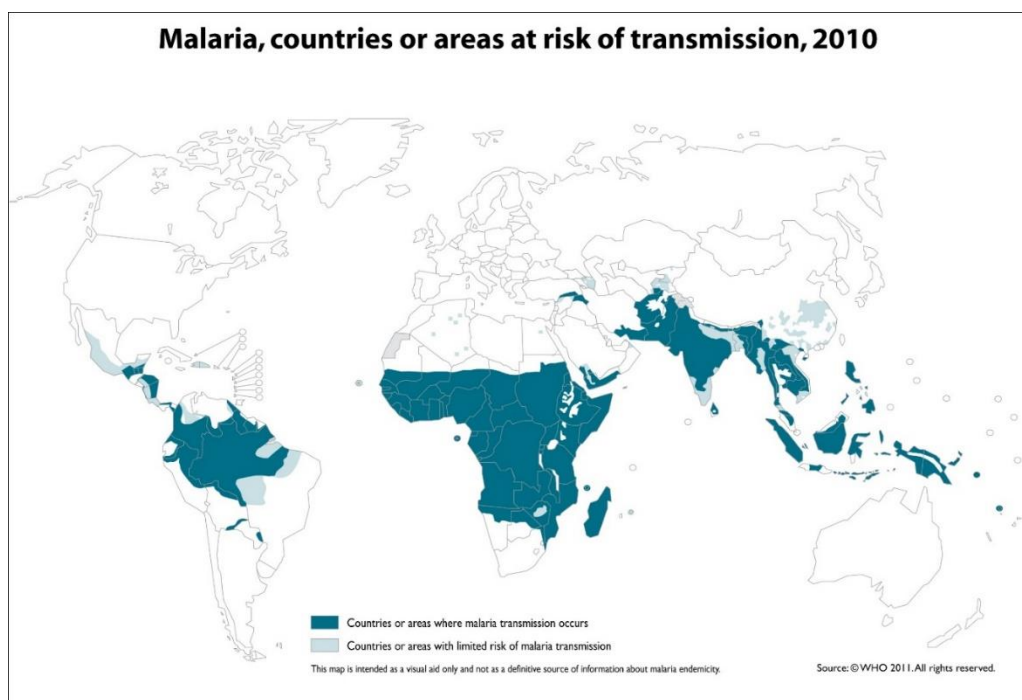 Malaria, countries or areas at risk of transmission, 2010
Countries or areas where malaria transmission occurs
Countries or areas with limited risk of malaria transmission
This map is intended as a visual aid only and not as a definitive source of information about malaria endemicity.
Source: © WHO 2011. All rights reserved.